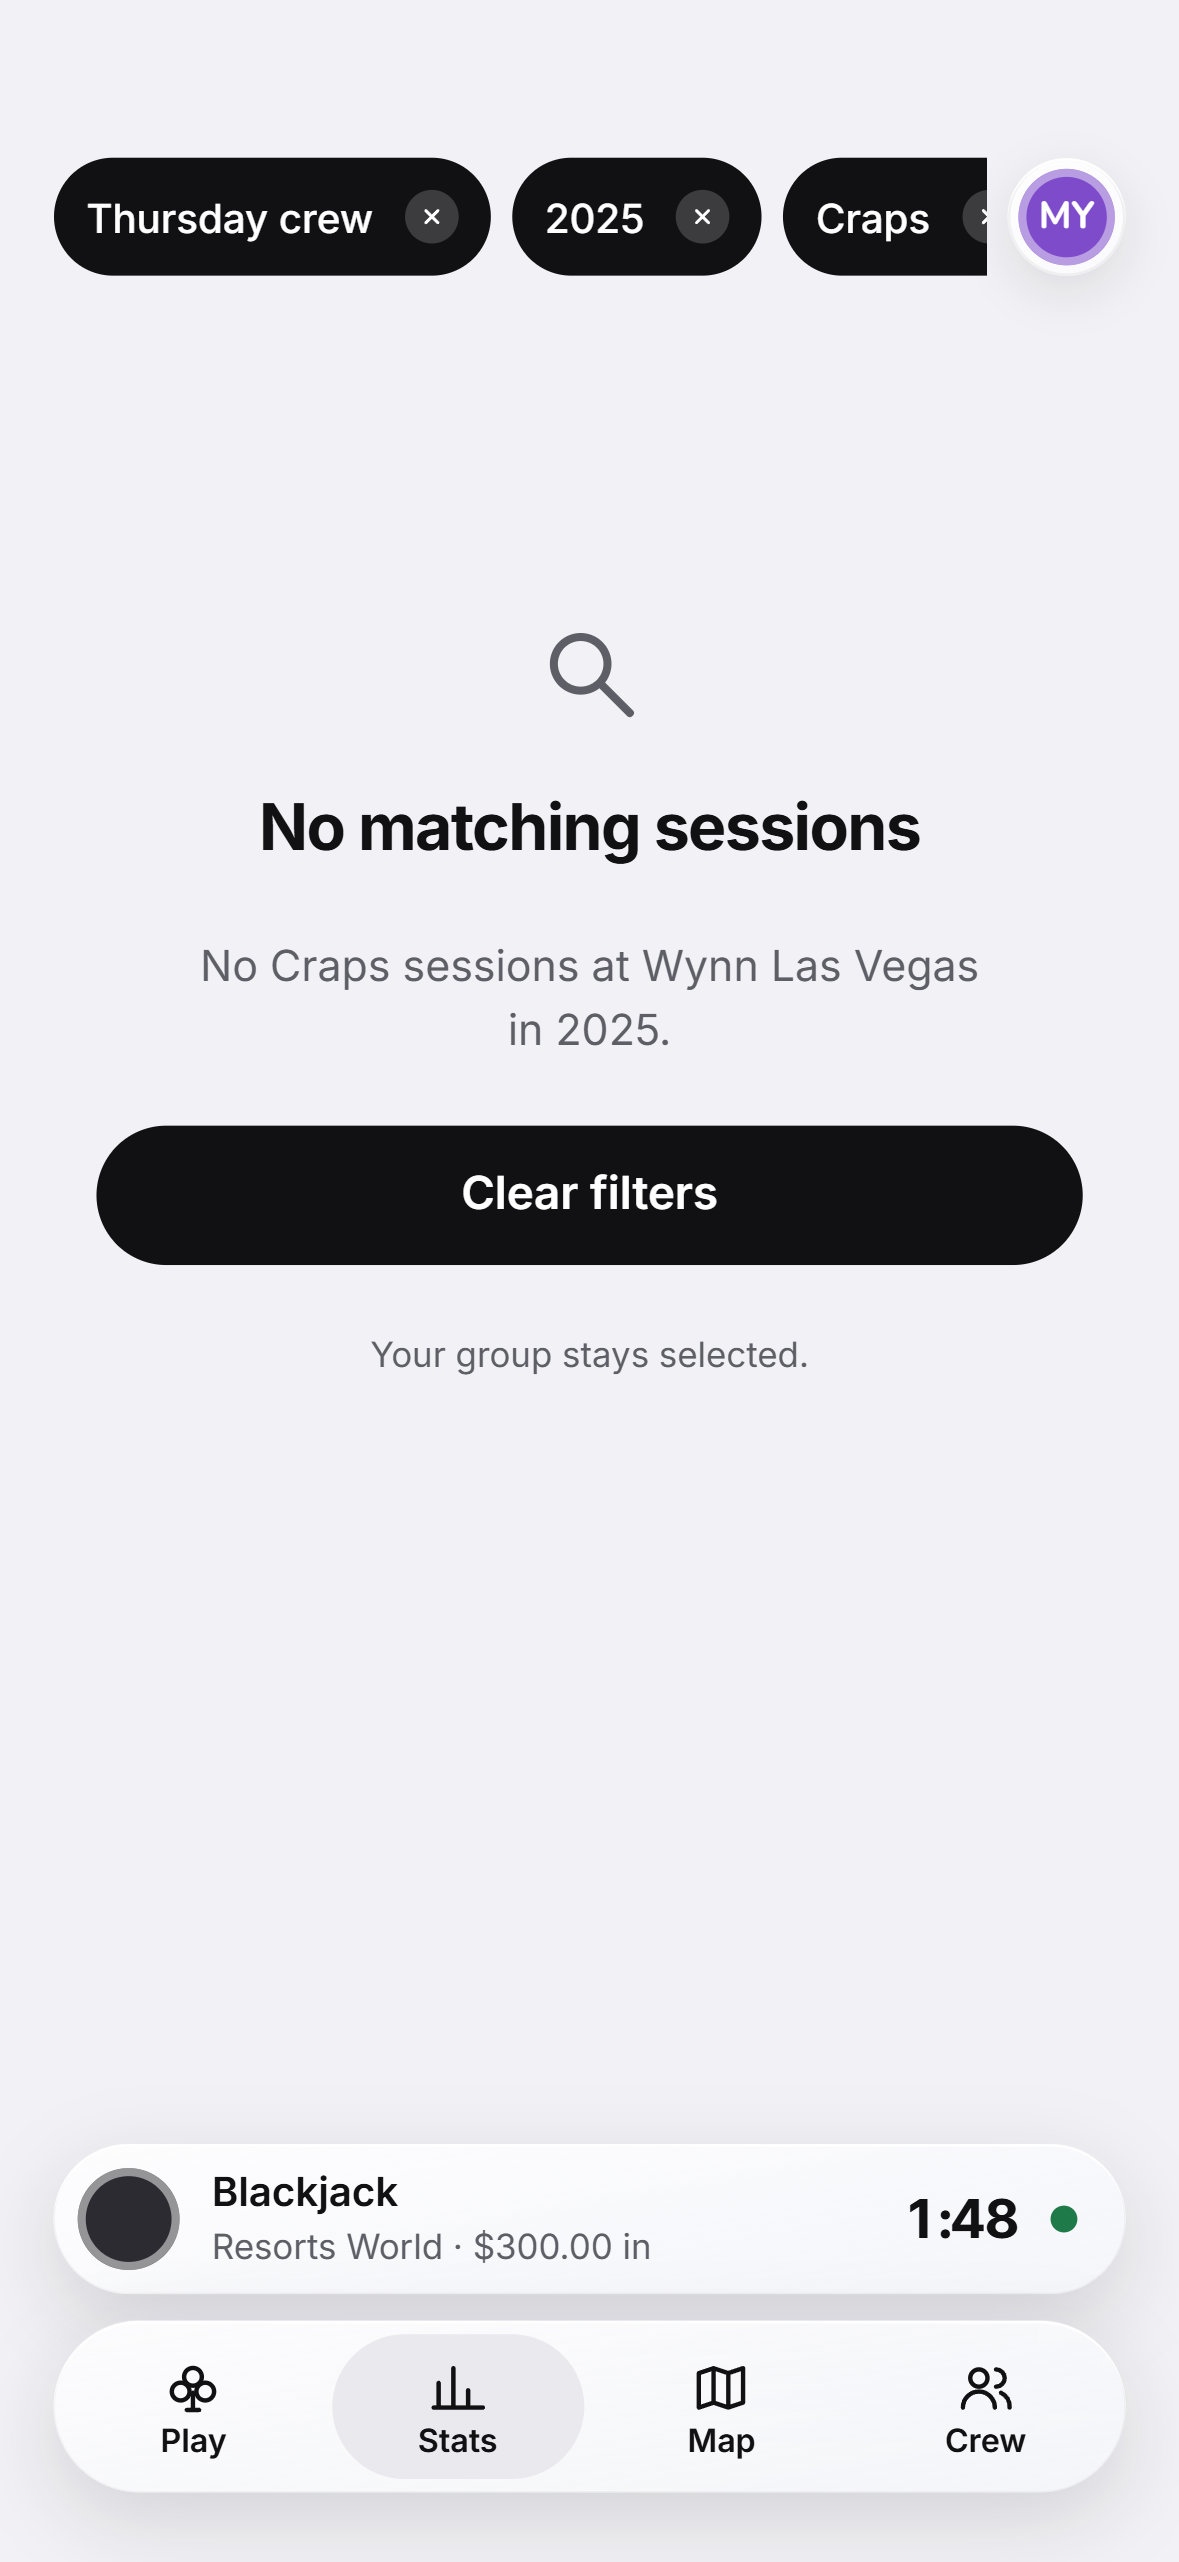 Thursday crew
2025
Craps
MY
No matching sessions
No Craps sessions at Wynn Las Vegas
in 2025.
Clear filters
Your group stays selected.
Blackjack
Resorts World · $300.00 in
1:48
Play
Stats
Map
Crew